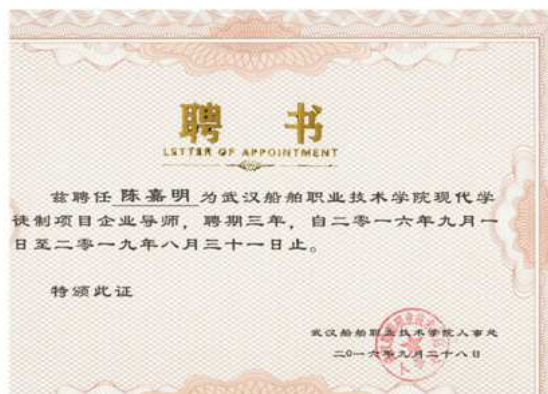 聘书
LETTER OF APPOINTMENT
兹聘任 陈嘉明 为武汉船舶职业技术学院现代学
徒制项目企业导师，聘期三年，自二零一六年九月一
日至二零一九年八月三十一日止。
特颁此证
武汉船舶职业技术学院人事处
二0一六年九月二十八日